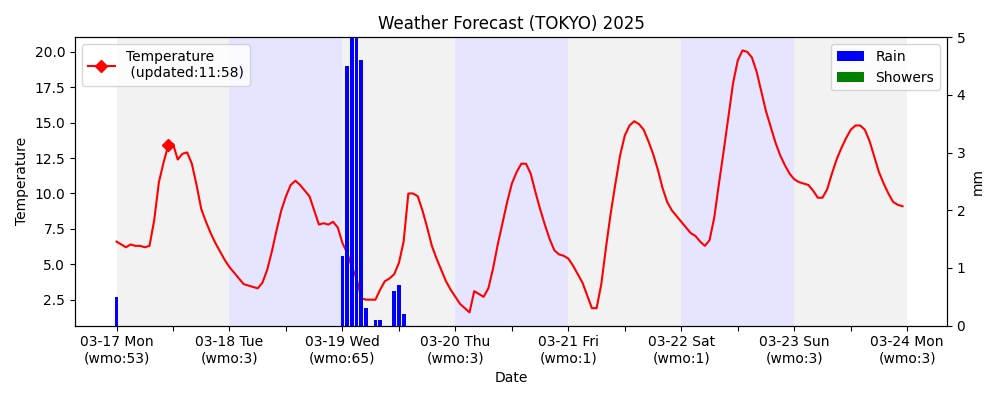 Weather Forecast (TOKYO) 2025
Temperature
(updated:11:58)
Rain
Showers
Temperature
20.0
17.5
15.0
12.5
10.0
7.5
5.0
2.5
5
4
3
2
1
0
mm
03-17 Mon
(wmo:53)
03-18 Tue
(wmo:3)
03-19 Wed
(wmo:65)
03-20 Thu
(wmo:3)
03-21 Fri
(wmo:1)
03-22 Sat
(wmo:1)
03-23 Sun
(wmo:3)
03-24 Mon
(wmo:3)
Date